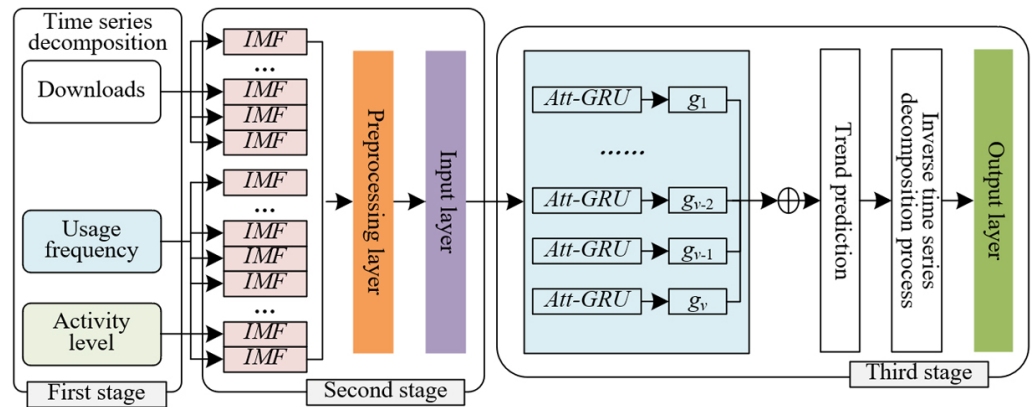 Time series
decomposition
Downloads
Usage
frequency
Activity
level
First stage
IMF
...
IMF
IMF
IMF
IMF
...
IMF
IMF
IMF
...
IMF
IMF
Preprocessing layer
Input layer
Second stage
Att-GRU
g1
......
Att-GRU
gv-2
Att-GRU
gv-1
Att-GRU
gv
Trend prediction
Inverse time series
decomposition process
Output layer
Third stage